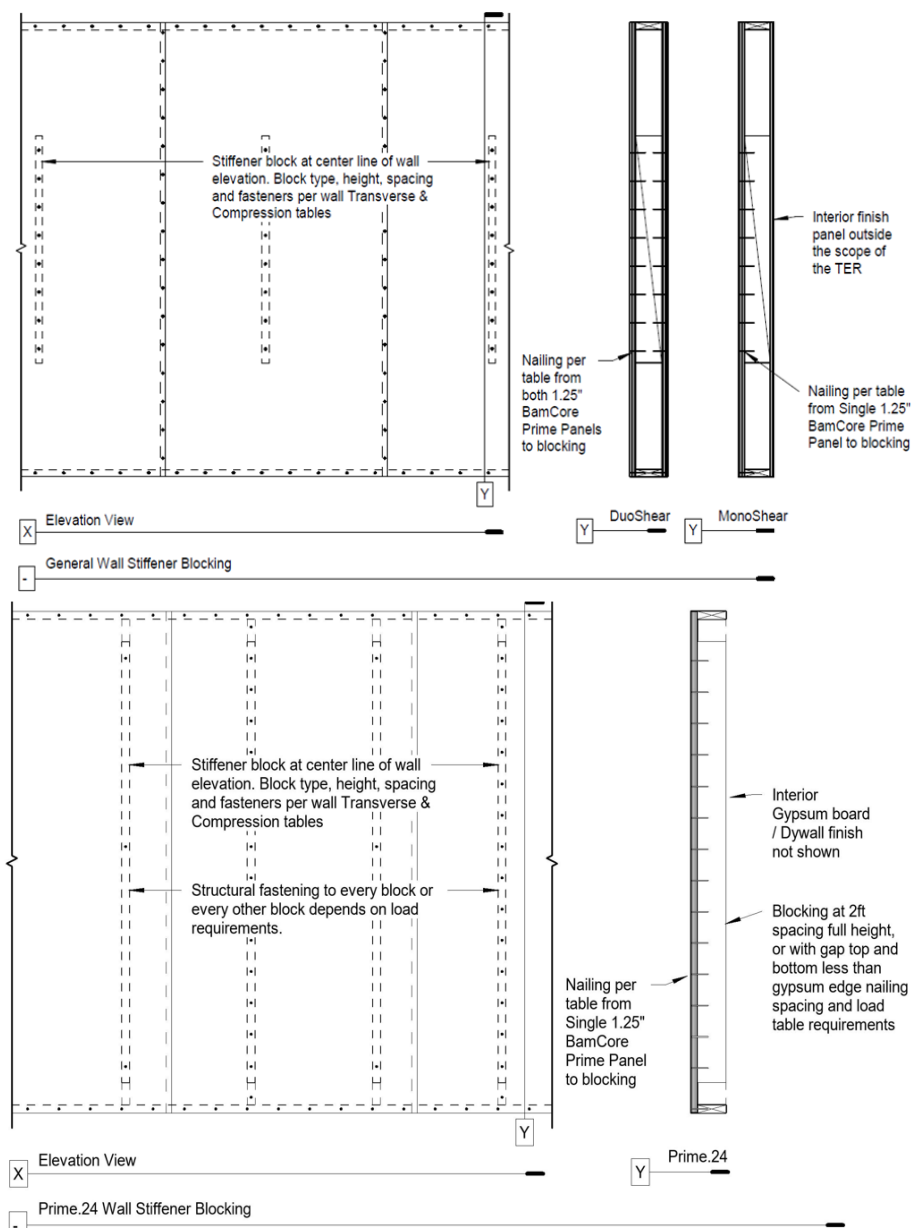 Stiffener block at center line of wall
elevation. Block type, height, spacing
and fasteners per wall Transverse &
Compression tables
Interior finish
panel outside
the scope of
the TER
Nailing per
table from
both 1.25"
BamCore
Prime Panels
to blocking
Nailing per table
from Single 1.25"
BamCore Prime
Panel to blocking
Y
X Elevation View
Y DuoShear
Y MonoShear
- General Wall Stiffener Blocking
Stiffener block at center line of wall
elevation. Block type, height, spacing
and fasteners per wall Transverse &
Compression tables
Structural fastening to every block or
every other block depends on load
requirements.
Interior
Gypsum board
/ Dywall finish
not shown
Blocking at 2ft
spacing full height,
or with gap top and
bottom less than
gypsum edge nailing
spacing and load
table requirements
Nailing per
table from
Single 1.25"
BamCore
Prime Panel
to blocking
Y
X Elevation View
Y Prime.24
- Prime.24 Wall Stiffener Blocking